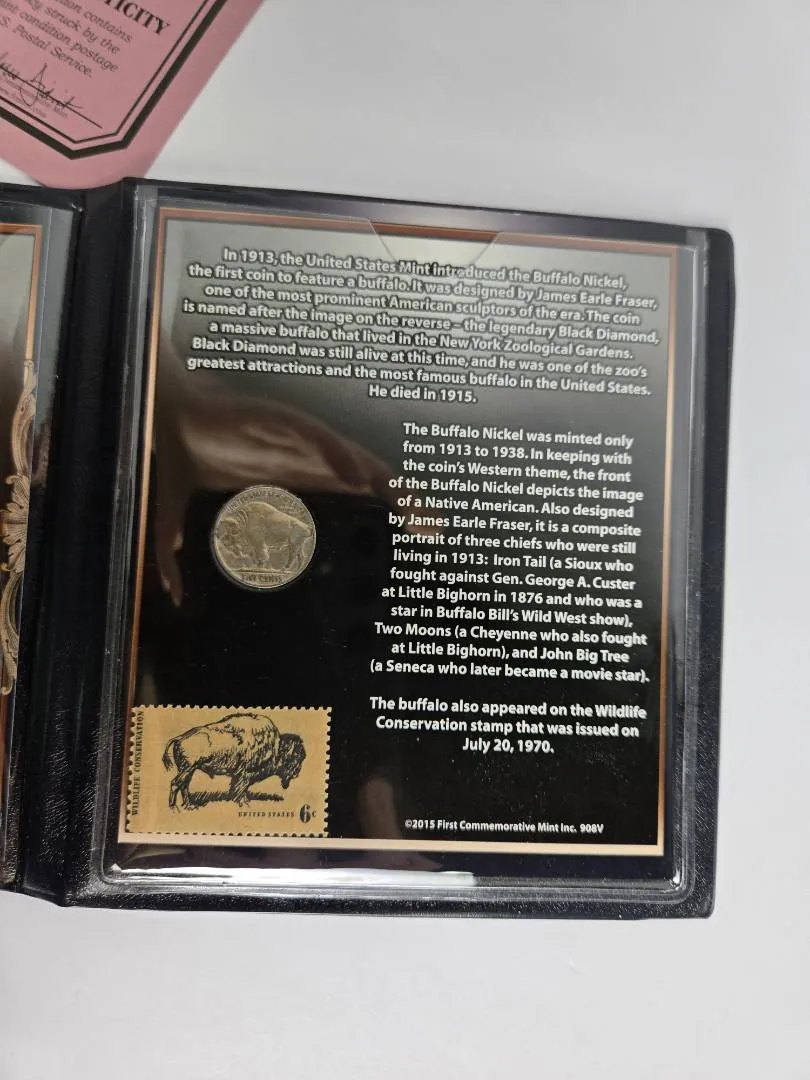 TICITY
contains
struck by the
condition postage
S. Postal Service.
In 1913, the United States Mint introduced the Buffalo Nickel,
the first coin to feature a buffalo. It was designed by James Earle Fraser,
one of the most prominent American sculptors of the era. The coin
is named after the image on the reverse – the legendary Black Diamond,
a massive buffalo that lived in the New York Zoological Gardens.
Black Diamond was still alive at this time, and he was one of the zoo's
greatest attractions and the most famous buffalo in the United States.
He died in 1915.
The Buffalo Nickel was minted only
from 1913 to 1938. In keeping with
the coin's Western theme, the front
of the Buffalo Nickel depicts the image
of a Native American. Also designed
by James Earle Fraser, it is a composite
portrait of three chiefs who were still
living in 1913: Iron Tail (a Sioux who
fought against Gen. George A. Custer
at Little Bighorn in 1876 and who was a
star in Buffalo Bill's Wild West show),
Two Moons (a Cheyenne who also fought
at Little Bighorn), and John Big Tree
(a Seneca who later became a movie star).
The buffalo also appeared on the Wildlife
Conservation stamp that was issued on
July 20, 1970.
FIVE CENTS
WILDLIFE CONSERVATION
UNITED STATES 6c
©2015 First Commemorative Mint Inc. 908V